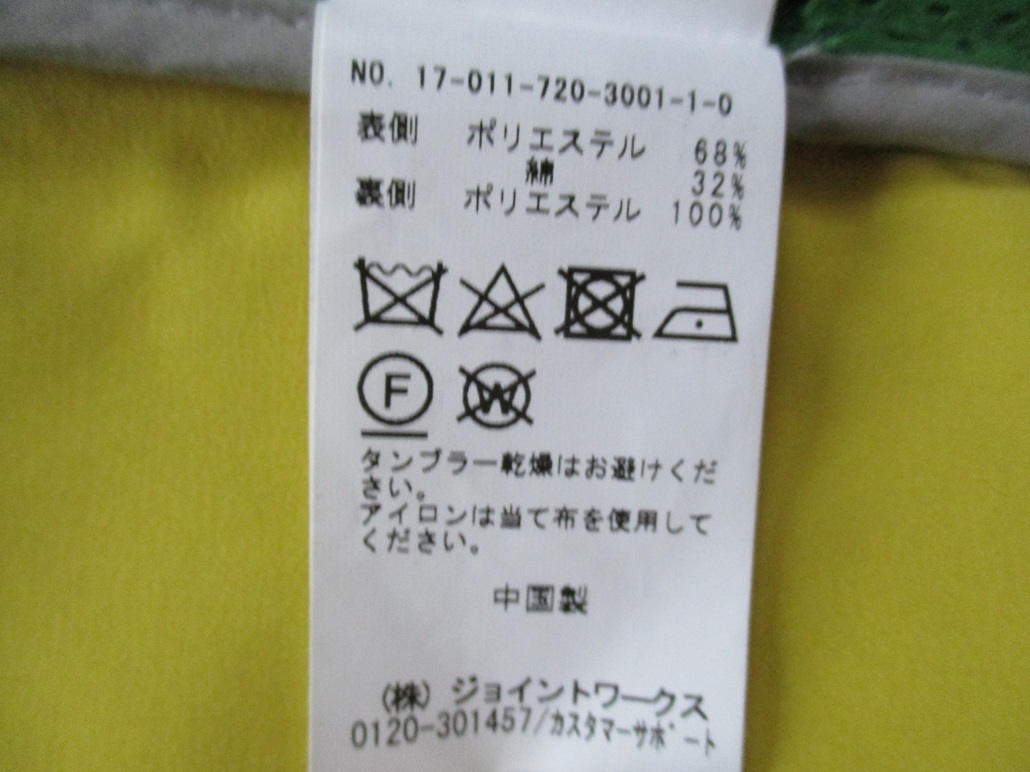 NO. 17-011-720-3001-1-0
表側 ポリエステル 68%
綿 32%
裏側 ポリエステル 100%
F W
タンブラー乾燥はお避けくだ
さい。
アイロンは当て布を使用して
ください。
中国製
(株) ジョイントワークス
0120-301457/カスタマーサポート